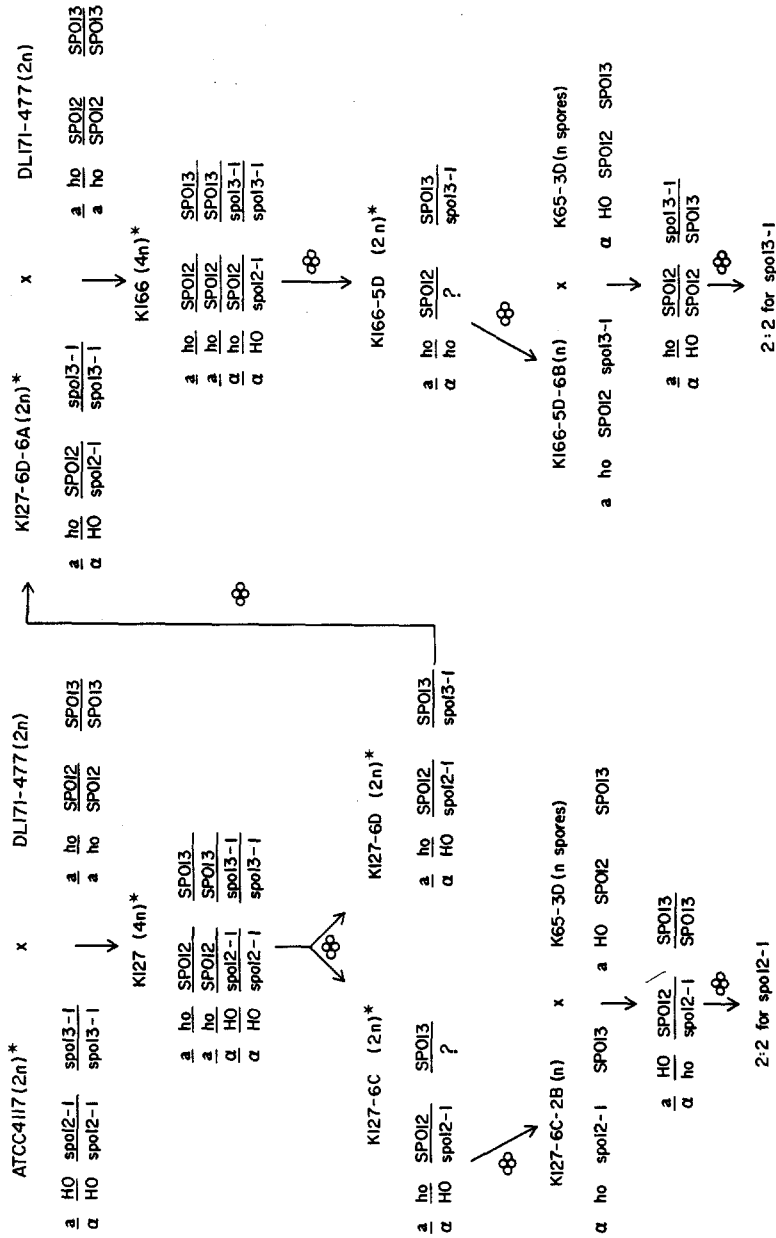 ATCC4117(2n)* x DL171-477(2n)
a HO spo12-1 spo13-1 a ho SPO12 SPO13
α HO spo12-1 spo13-1 a ho SPO12 SPO13
K127 (4n)*
a ho SPO12 SPO13
a ho SPO12 SPO13
α HO spo12-1 spo13-1
α HO spo12-1 spo13-1
K127-6C (2n)* K127-6D (2n)*
a ho SPO12 SPO13 a ho SPO12 SPO13
α HO spo12-1 ? α HO spo12-1 spo13-1
K127-6C-2B(n) x K65-3D(n spores)
α ho spo12-1 SPO13 a HO SPO12 SPO13
a HO SPO12 SPO13
α ho spo12-1 SPO13
2:2 for spo12-1
K127-6D-6A(2n)* x DL171-477(2n)
a ho SPO12 spo13-1 a ho SPO12 SPO13
α HO spo12-1 spo13-1 a ho SPO12 SPO13
K166 (4n)*
a ho SPO12 SPO13
a ho SPO12 SPO13
α ho SPO12 spo13-1
α HO spo12-1 spo13-1
K166-5D (2n)*
a ho SPO12 SPO13
α ho ? spo13-1
K166-5D-6B(n) x K65-3D(n spores)
a ho SPO12 spo13-1 α HO SPO12 SPO13
a ho SPO12 spo13-1
α HO SPO12 SPO13
2:2 for spo13-1